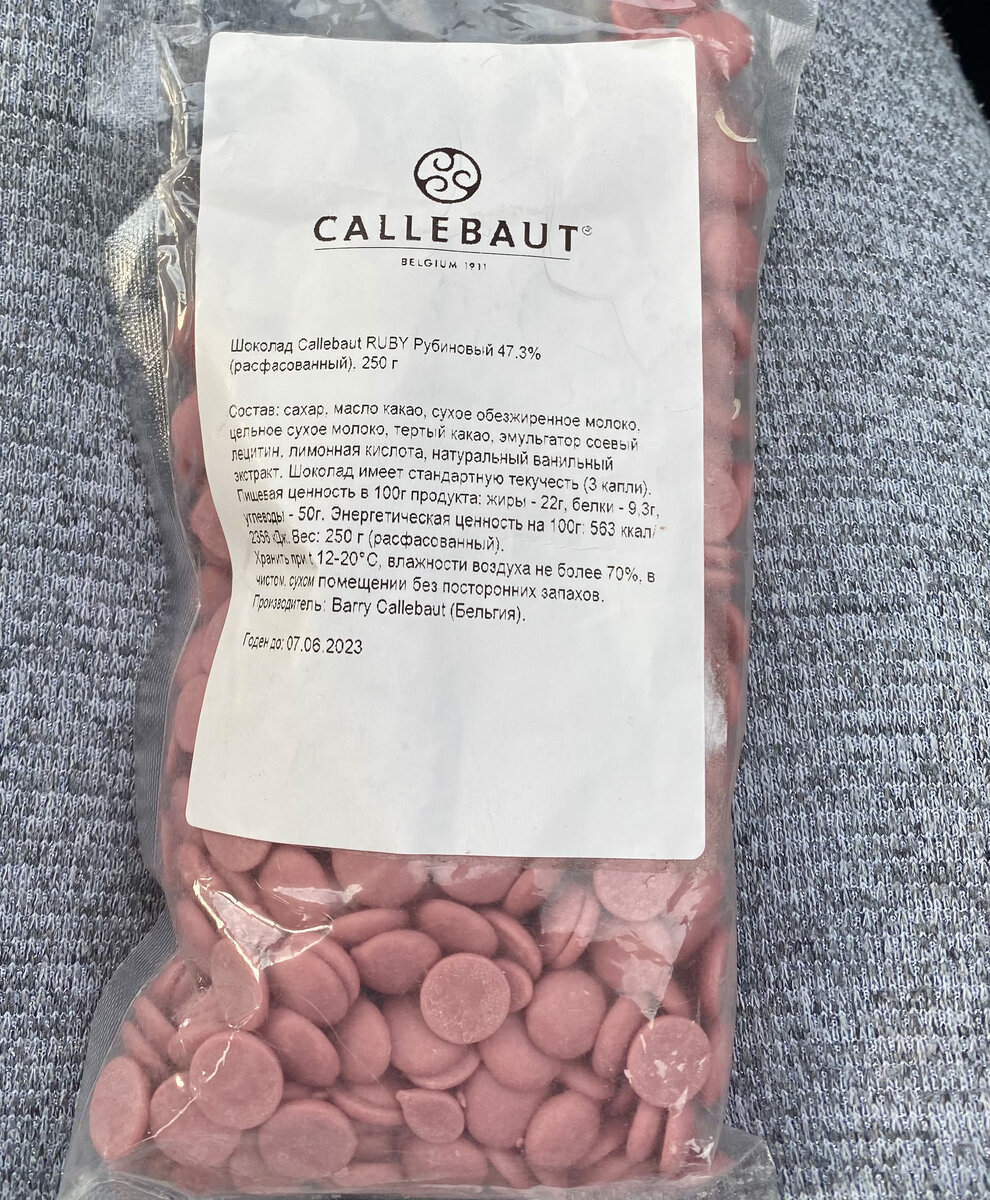 CALLEBAUT®
BELGIUM 1911
Шоколад Callebaut RUBY Рубиновый 47.3%
(расфасованный). 250 г
Состав: сахар, масло какао, сухое обезжиренное молоко,
цельное сухое молоко, тертый какао, эмульгатор соевый
лецитин, лимонная кислота, натуральный ванильный
экстракт. Шоколад имеет стандартную текучесть (3 капли).
Пищевая ценность в 100г продукта: жиры - 22г, белки - 9,3г,
углеводы - 50г. Энергетическая ценность на 100г: 563 ккал/
2356 кДж. Вес: 250 г (расфасованный).
Хранить при t 12-20°С, влажности воздуха не более 70%, в
чистом, сухом помещении без посторонних запахов.
Производитель: Barry Callebaut (Бельгия).
Годен до: 07.06.2023